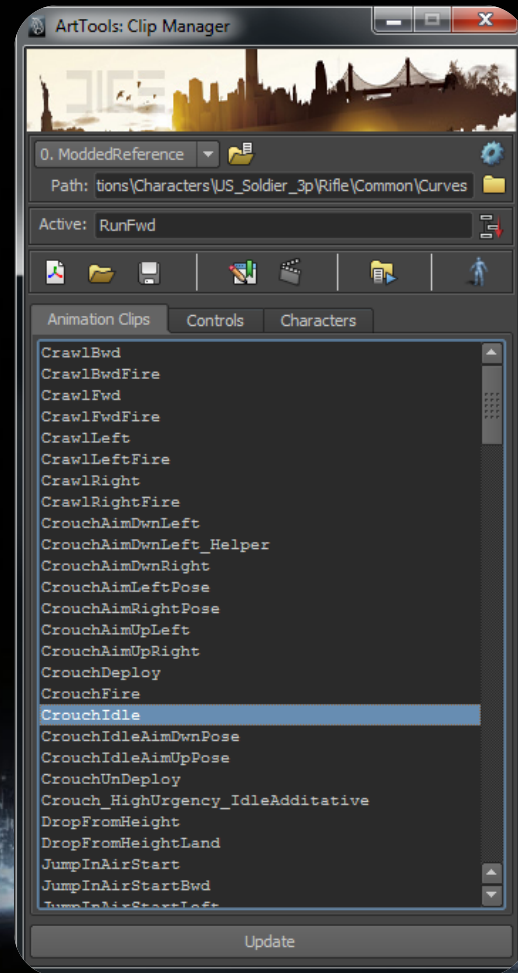 ArtTools: Clip Manager
DICE
0. ModdedReference
Path: tions\Characters\US_Soldier_3p\Rifle\Common\Curves
Active: RunFwd
Animation Clips Controls Characters
CrawlBwd
CrawlBwdFire
CrawlFwd
CrawlFwdFire
CrawlLeft
CrawlLeftFire
CrawlRight
CrawlRightFire
CrouchAimDwnLeft
CrouchAimDwnLeft_Helper
CrouchAimDwnRight
CrouchAimLeftPose
CrouchAimRightPose
CrouchAimUpLeft
CrouchAimUpRight
CrouchDeploy
CrouchFire
CrouchIdle
CrouchIdleAimDwnPose
CrouchIdleAimUpPose
CrouchUnDeploy
Crouch_HighUrgency_IdleAdditative
DropFromHeight
DropFromHeightLand
JumpInAirStart
JumpInAirStartBwd
JumpInAirStartLeft
Update